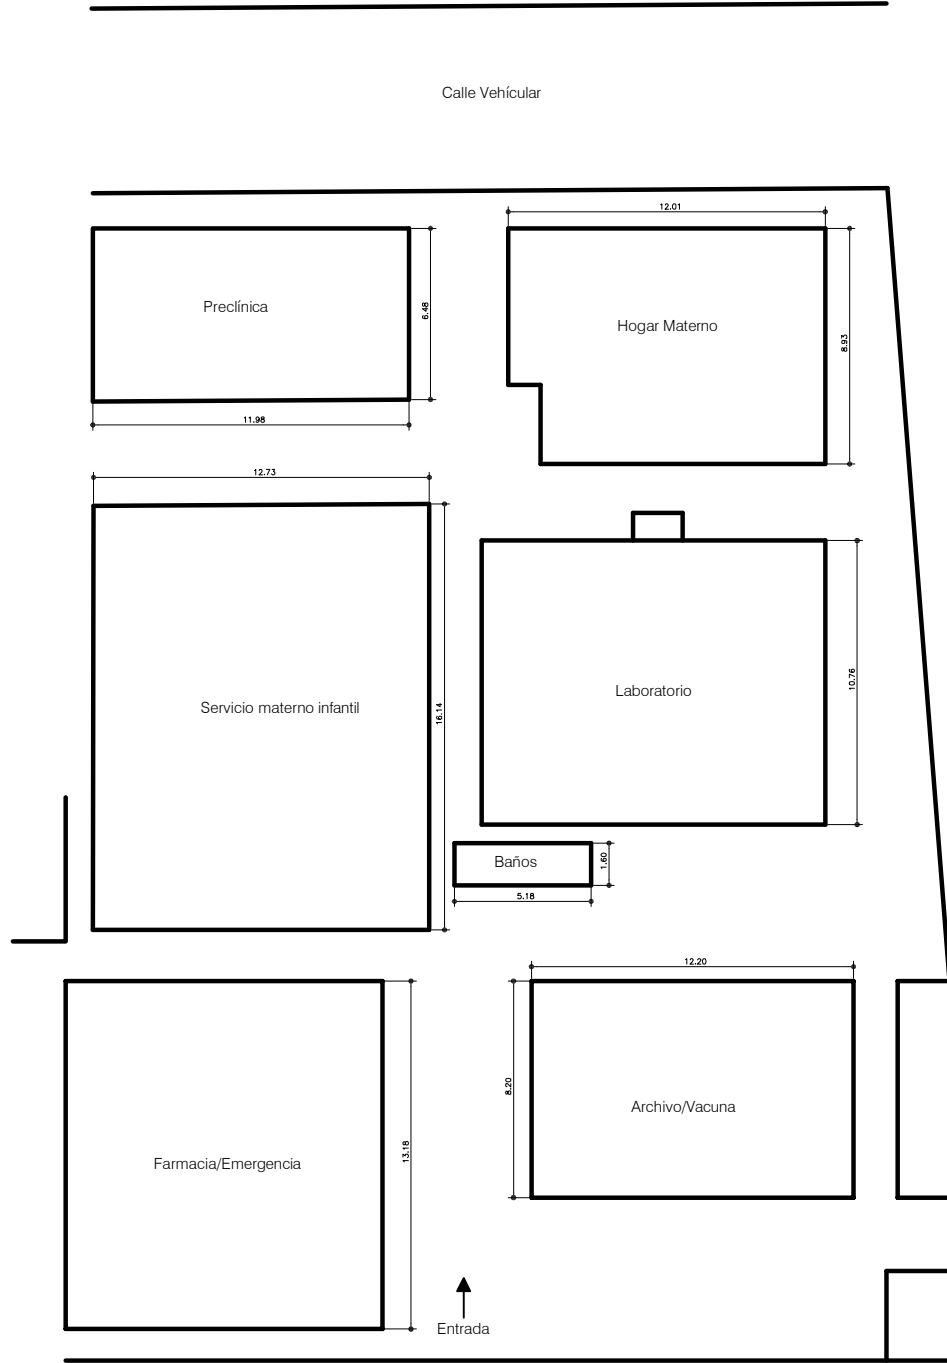 Calle Vehícular
12.01
Preclínica
6.48
Hogar Materno
8.93
11.98
12.73
Servicio materno infantil
16.14
Laboratorio
10.76
Baños
1.60
5.18
12.20
8.20
Archivo/Vacuna
Farmacia/Emergencia
13.18
Entrada